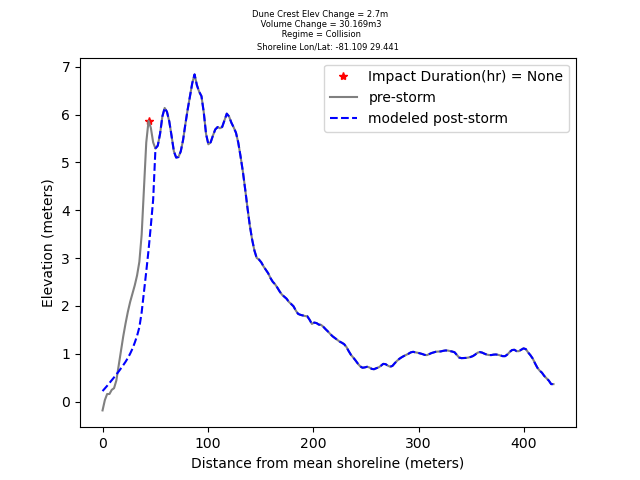 Dune Crest Elev Change = 2.7m
Volume Change = 30.169m3
Regime = Collision
Shoreline Lon/Lat: -81.109 29.441
Impact Duration(hr) = None
pre-storm
modeled post-storm
7
6
5
4
3
2
1
0
Elevation (meters)
0 100 200 300 400
Distance from mean shoreline (meters)